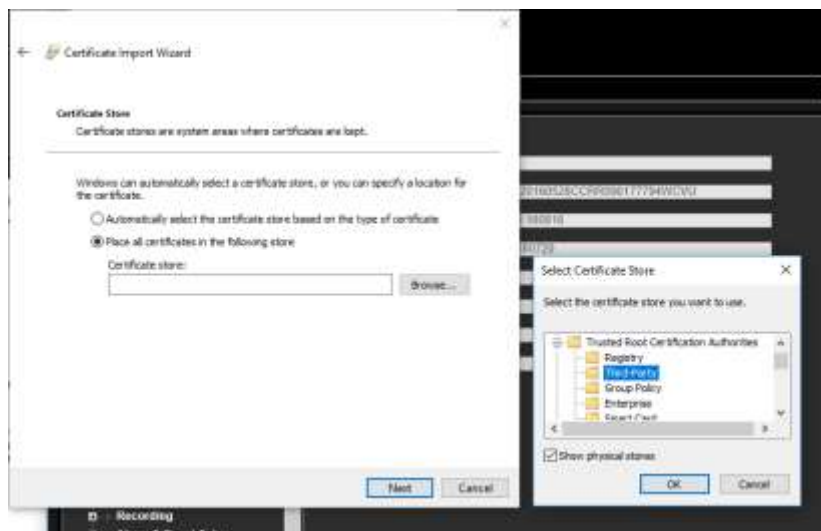 Certificate Import Wizard
Certificate Store
Certificate stores are system areas where certificates are kept.
Windows can automatically select a certificate store, or you can specify a location for
the certificate.
Automatically select the certificate store based on the type of certificate
Place all certificates in the following store
Certificate store:
Browse...
Next
Cancel
Select Certificate Store
Select the certificate store you want to use.
Trusted Root Certification Authorities
Registry
Third-Party
Group Policy
Enterprise
Smart Card
Show physical stores
OK
Cancel
Recording